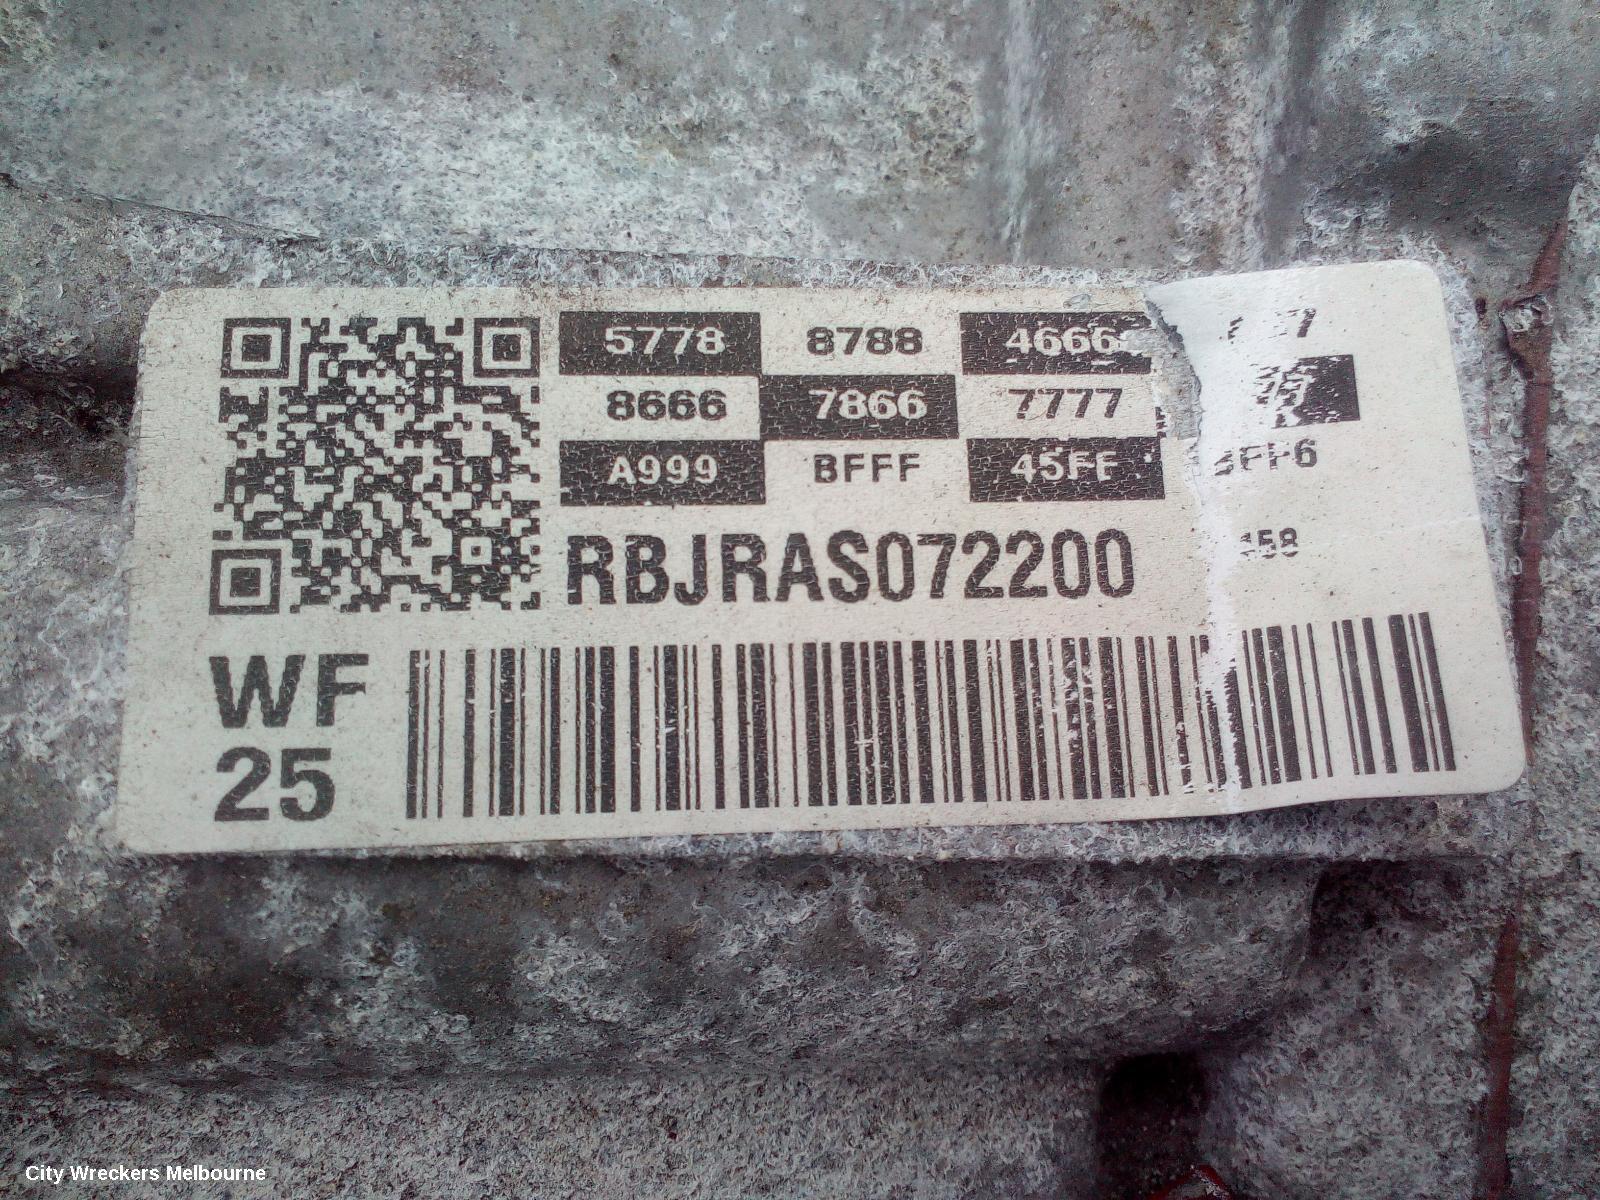 5778 8788 4666
8666 7866 7777
A999 BFFF 45FF
RBJRAS072200
WF
25
City Wreckers Melbourne